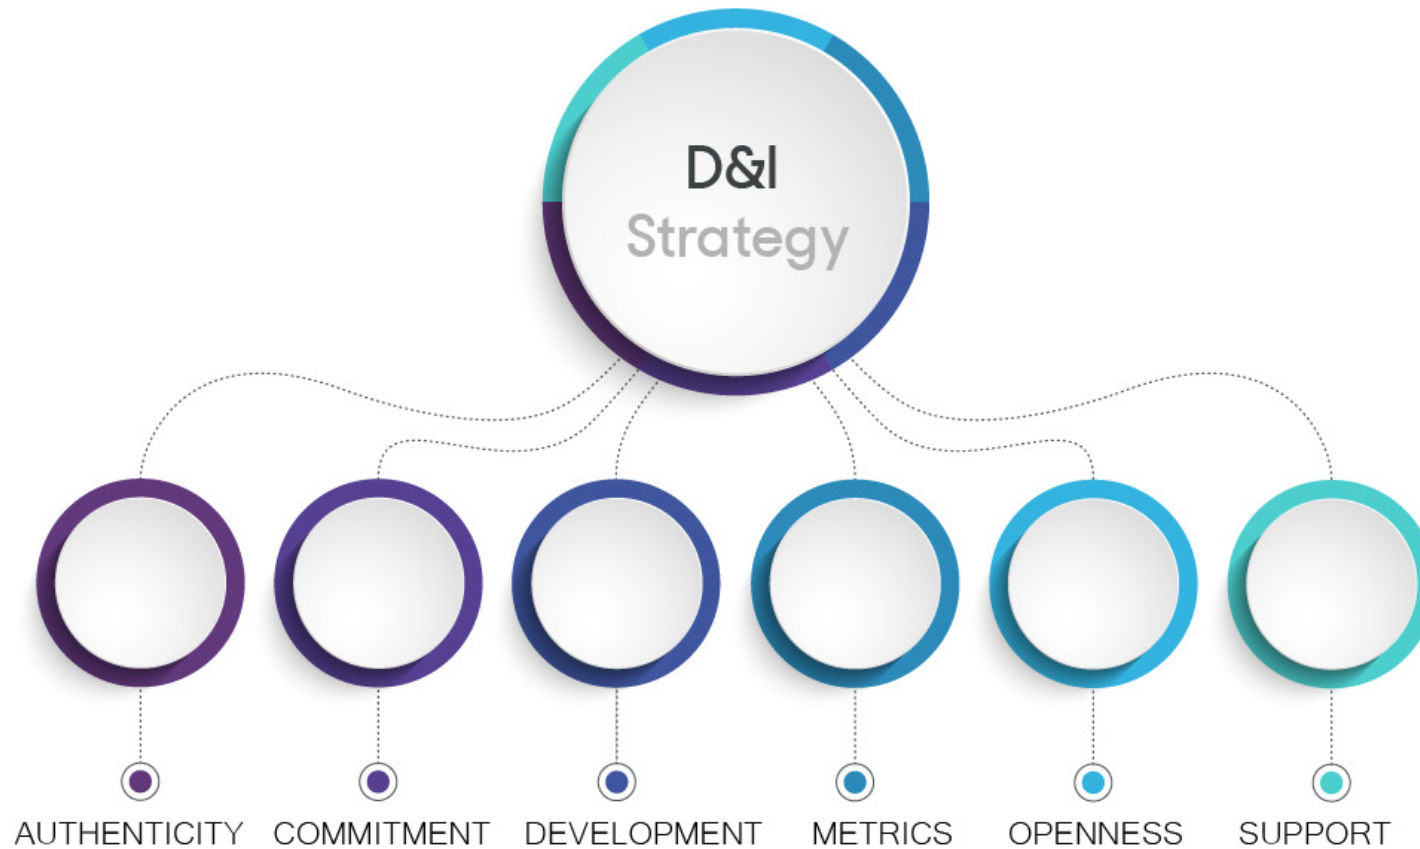 D&I
Strategy
AUTHENTICITY
COMMITMENT
DEVELOPMENT
METRICS
OPENNESS
SUPPORT